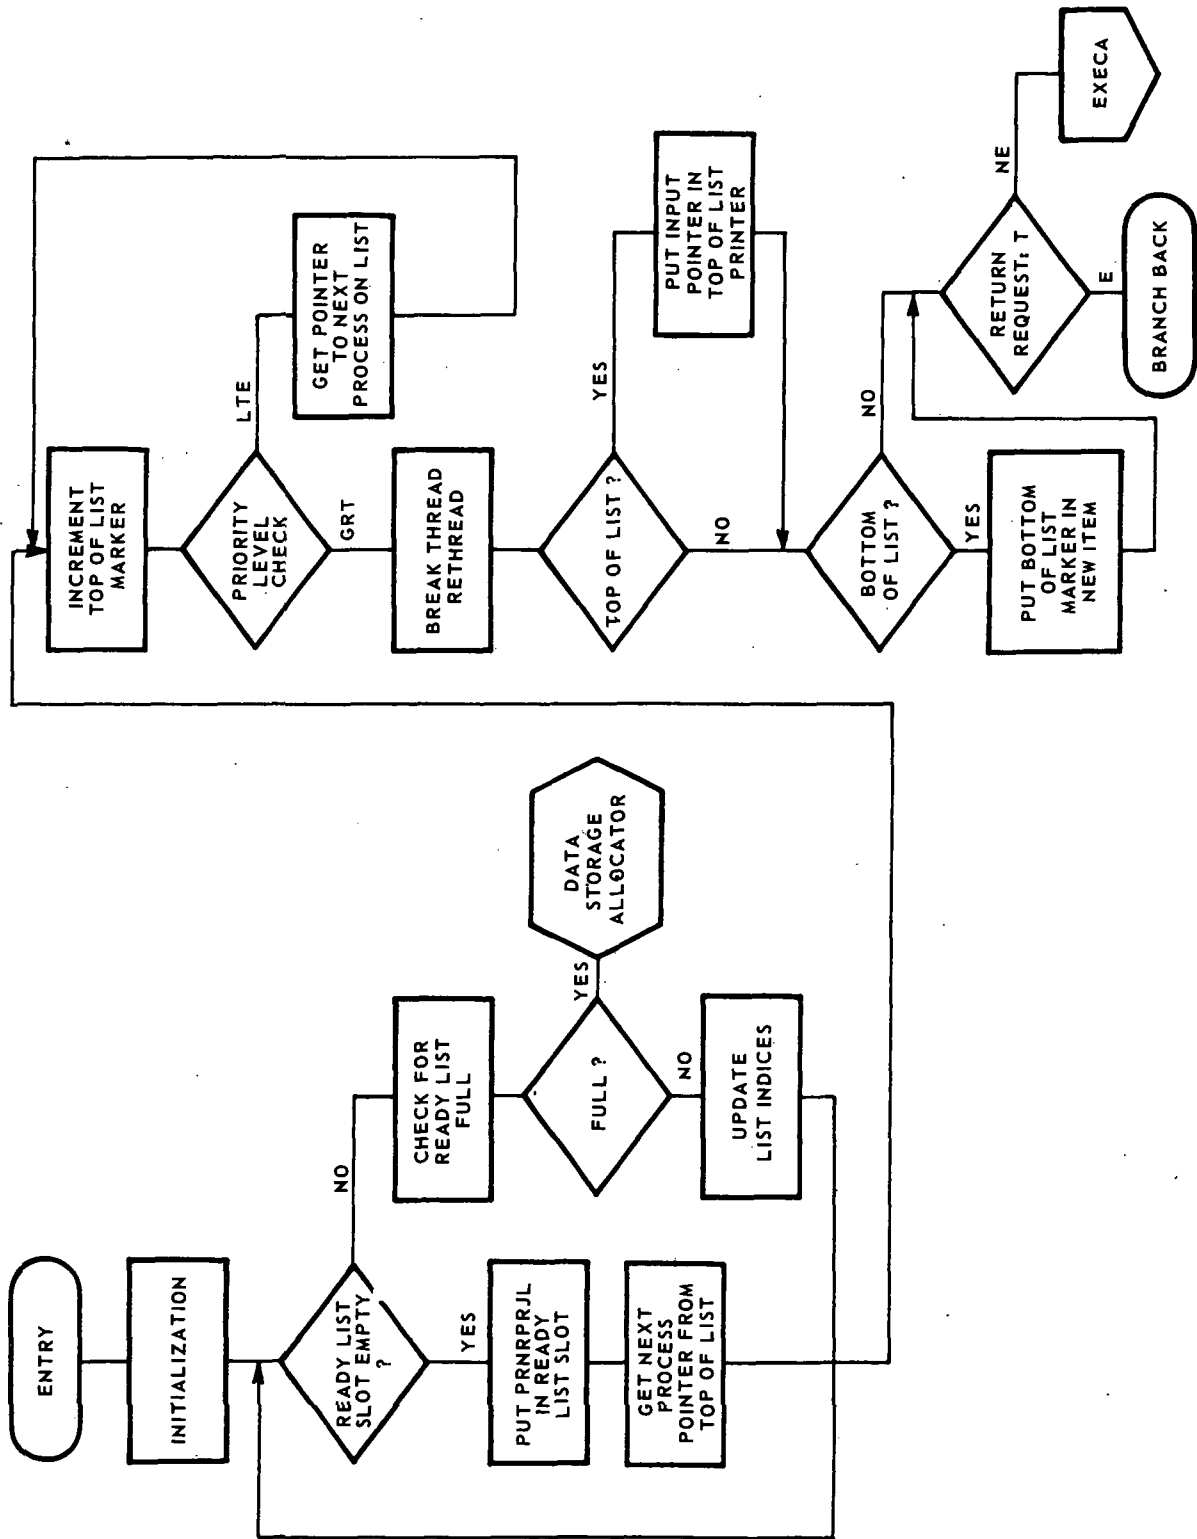 ENTRY
INITIALIZATION
READY LIST
SLOT EMPTY
?
NO
YES
PUT PRNRPRJL
IN READY
LIST SLOT
GET NEXT
PROCESS
POINTER FROM
TOP OF LIST
CHECK FOR
READY LIST
FULL
FULL ?
YES
DATA
STORAGE
ALLOCATOR
NO
UPDATE
LIST INDICES
INCREMENT
TOP OF LIST
MARKER
PRIORITY
LEVEL
CHECK
LTE
GET POINTER
TO NEXT
PROCESS ON LIST
GRT
BREAK THREAD
RETHREAD
TOP OF LIST ?
YES
PUT INPUT
POINTER IN
TOP OF LIST
PRINTER
NO
BOTTOM
OF LIST ?
NO
YES
PUT BOTTOM
OF LIST
MARKER IN
NEW ITEM
RETURN
REQUEST: T
NE
EXECA
E
BRANCH BACK